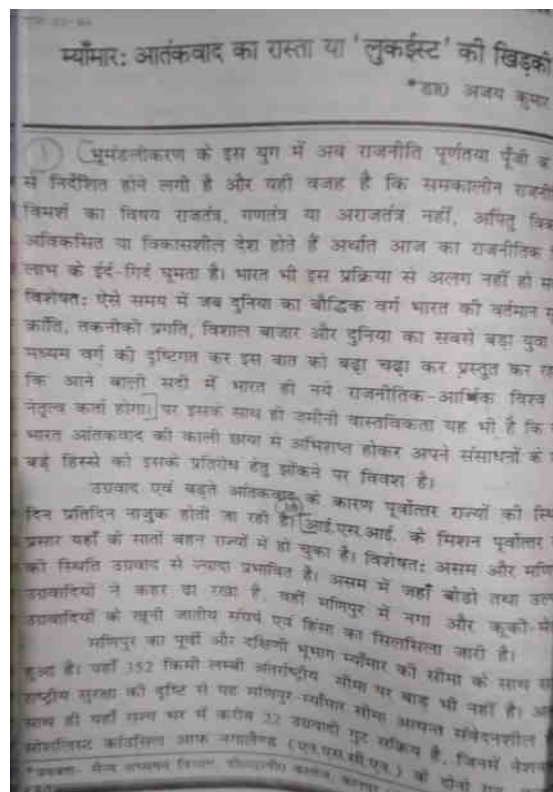 म्याँमार: आतंकवाद का रास्ता या 'लुकईस्ट' की खिड़की
*डा0 अजय कुमार
1 [भूमंडलीकरण के इस युग में अब राजनीति पूर्णतया पूँजी
से निर्देशित होने लगी है और यही वजह है कि समकालीन
विमर्श का विषय राजतंत्र, गणतंत्र या अराजतंत्र नहीं, अपितु
अविकसित या विकासशील देश होते हैं अर्थात आज का राजनीतिक
लाभ के ईर्द-गिर्द घूमता है। भारत भी इस प्रक्रिया से अलग नहीं हो
विशेषत: ऐसे समय में जब दुनिया का बौद्धिक वर्ग भारत की वर्तमान
क्रांति, तकनीकी प्रगति, विशाल बाजार और दुनिया का सबसे बड़ा युवा
मध्यम वर्ग को दृष्टिगत कर इस बात को बढ़ा चढ़ा कर प्रस्तुत कर
कि आने वाली सदी में भारत ही नये राजनीतिक-आर्थिक विश्व
नेतृत्व कर्ता होगा।] पर इसके साथ ही जमीनी वास्तविकता यह भी है कि
भारत आंतकवाद की काली छाया में अभिशप्त होकर अपने संसाधनों के
बड़े हिस्से को इसके प्रतिरोध हेतु झोंकने पर विवश है।
उग्रवाद एवं बढ़ते आंतकवाद के कारण पूर्वोत्तर राज्यों की
दिन प्रतिदिन नाजुक होती जा रही है। [आई.एस.आई. के मिशन पूर्वोत्तर
प्रसार यहाँ के सातों बहन राज्यों में हो चुका है। विशेषत: असम और
की स्थिति उग्रवाद से ज्यादा प्रभावित है। असम में जहाँ बोडो तथा
उग्रवादियों ने कहर ढा रखा है, वहीं मणिपुर में नगा और कूकी
उग्रवादियों के खूनी जातीय संघर्ष एवं हिंसा का सिलसिला जारी है।
मणिपुर का पूर्वी और दक्षिणी भूभाग म्याँमार की सीमा के साथ
हुआ है। यहाँ 352 किमी लम्बी अंतर्राष्ट्रीय सीमा पर बाड़ भी नहीं है।
राष्ट्रीय सुरक्षा की दृष्टि से यह मणिपुर-म्याँमार सीमा अत्यन्त संवेदनशील
साथ ही यहाँ राज्य भर में करीब 22 उग्रवादी गुट सक्रिय है, जिनमें
सोशलिस्ट काउंसिल आफ नगालैण्ड (एन.एस.सी.एन.) के दोनों गुट
*प्रवक्ता- सैन्य अध्ययन विभाग, कालेज, कानपुर